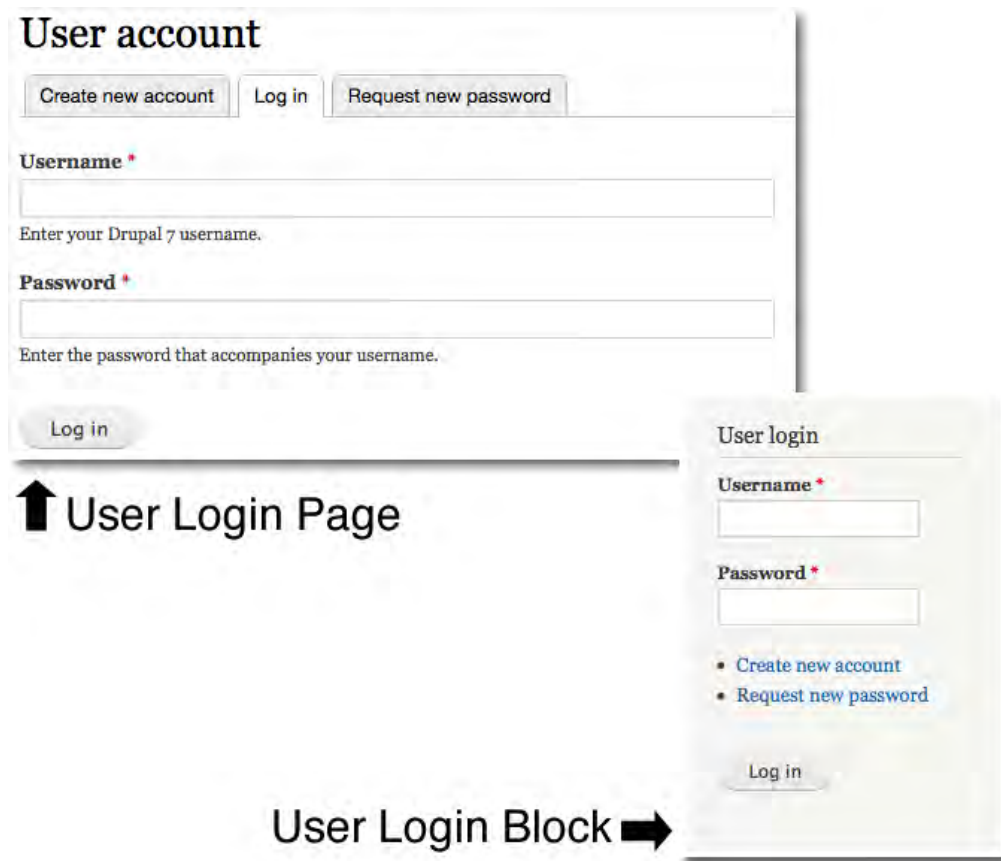 User account
Create new account Log in Request new password
Username *
Enter your Drupal 7 username.
Password *
Enter the password that accompanies your username.
Log in
User Login Page
User login
Username *
Password *
• Create new account
• Request new password
Log in
User Login Block